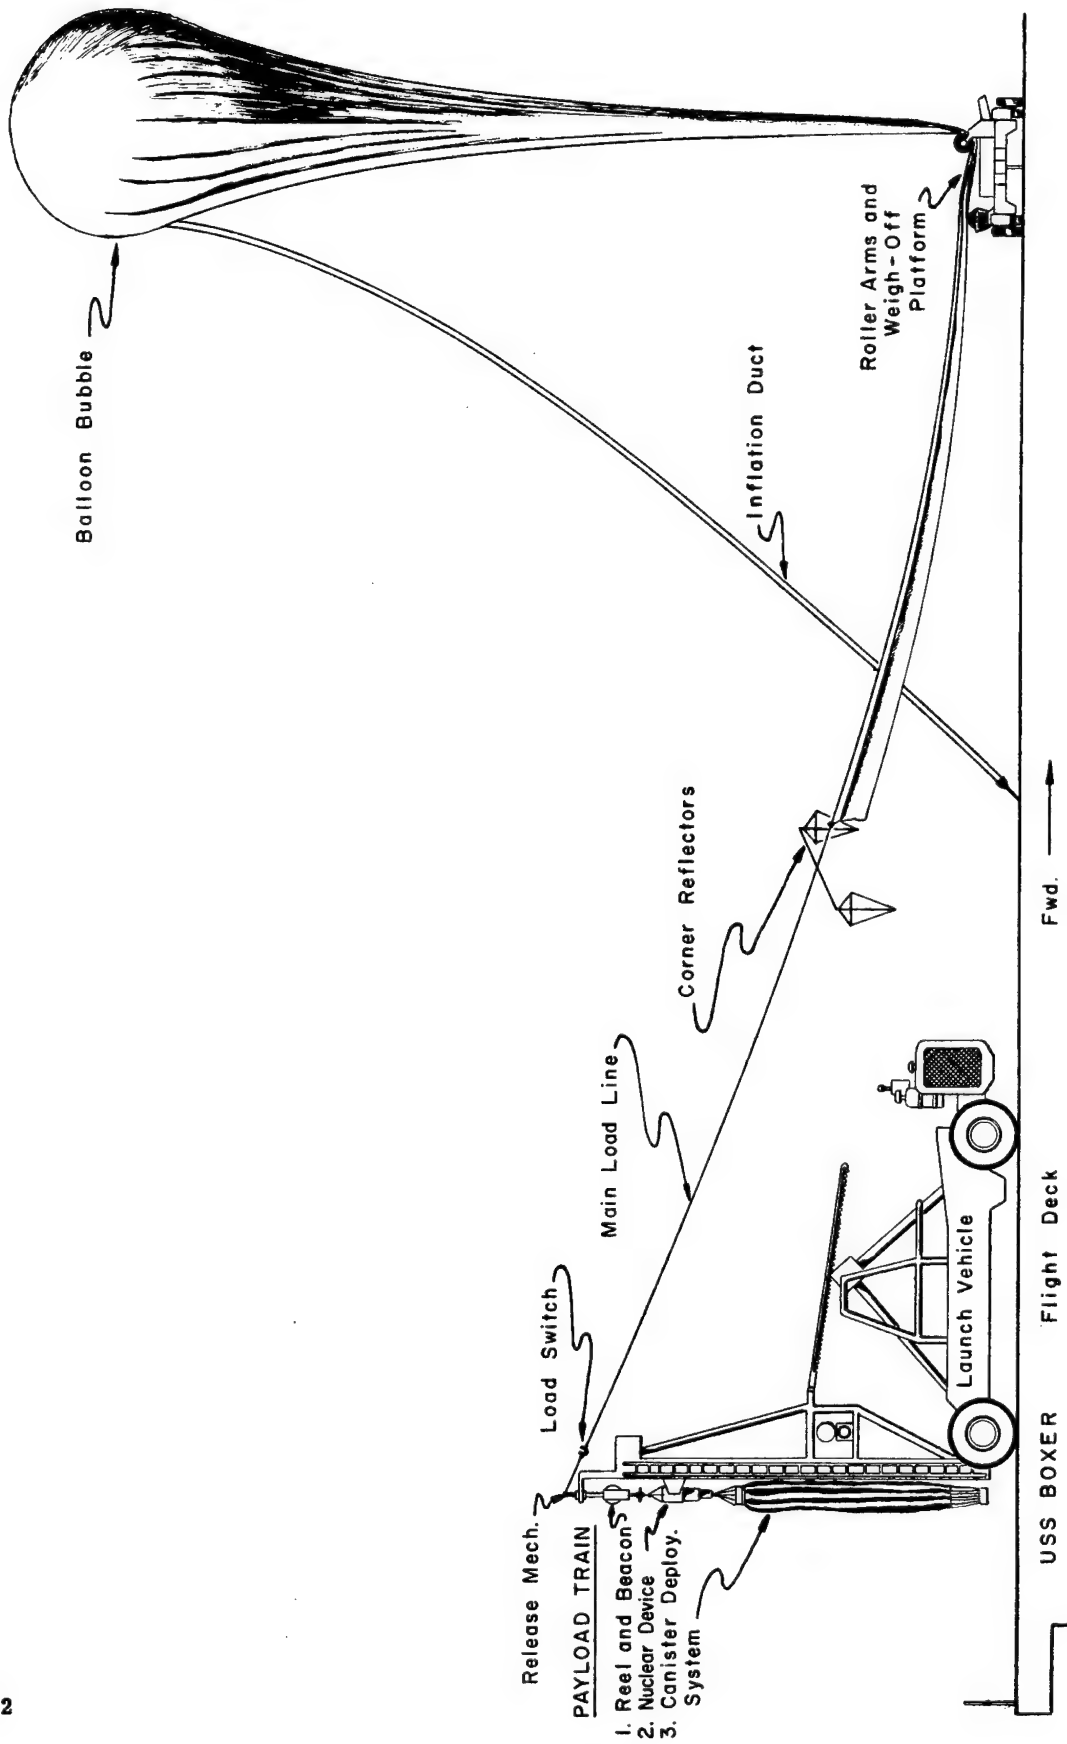 Balloon Bubble
Roller Arms and
Weigh-Off
Platform
Inflation Duct
Corner Reflectors
Main Load Line
Load Switch
Release Mech.
PAYLOAD TRAIN
1. Reel and Beacon
2. Nuclear Device
3. Canister Deploy.
System
Launch Vehicle
USS BOXER Flight Deck Fwd.
2